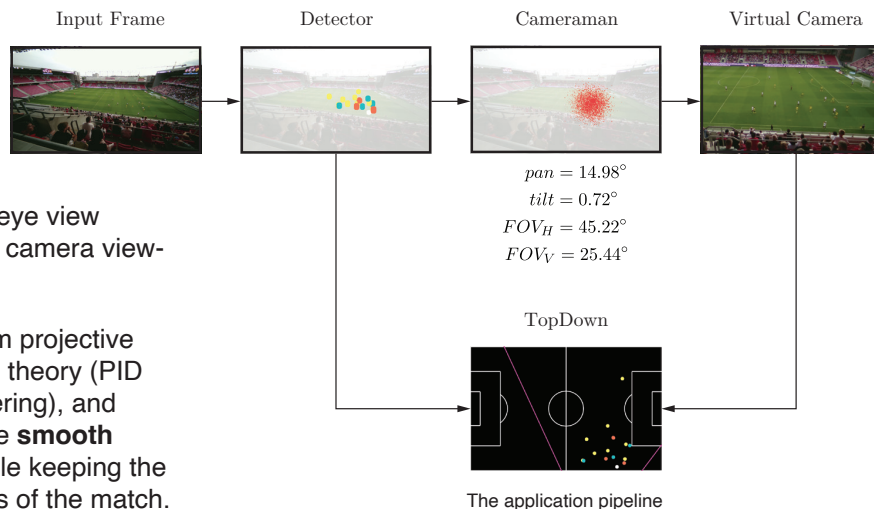 Input Frame
Detector
Cameraman
Virtual Camera
pan = 14.98°
tilt = 0.72°
FOV_H = 45.22°
FOV_V = 25.44°
eye view
camera view-
projective
theory (PID
ering), and
e smooth
le keeping the
s of the match.
TopDown
The application pipeline